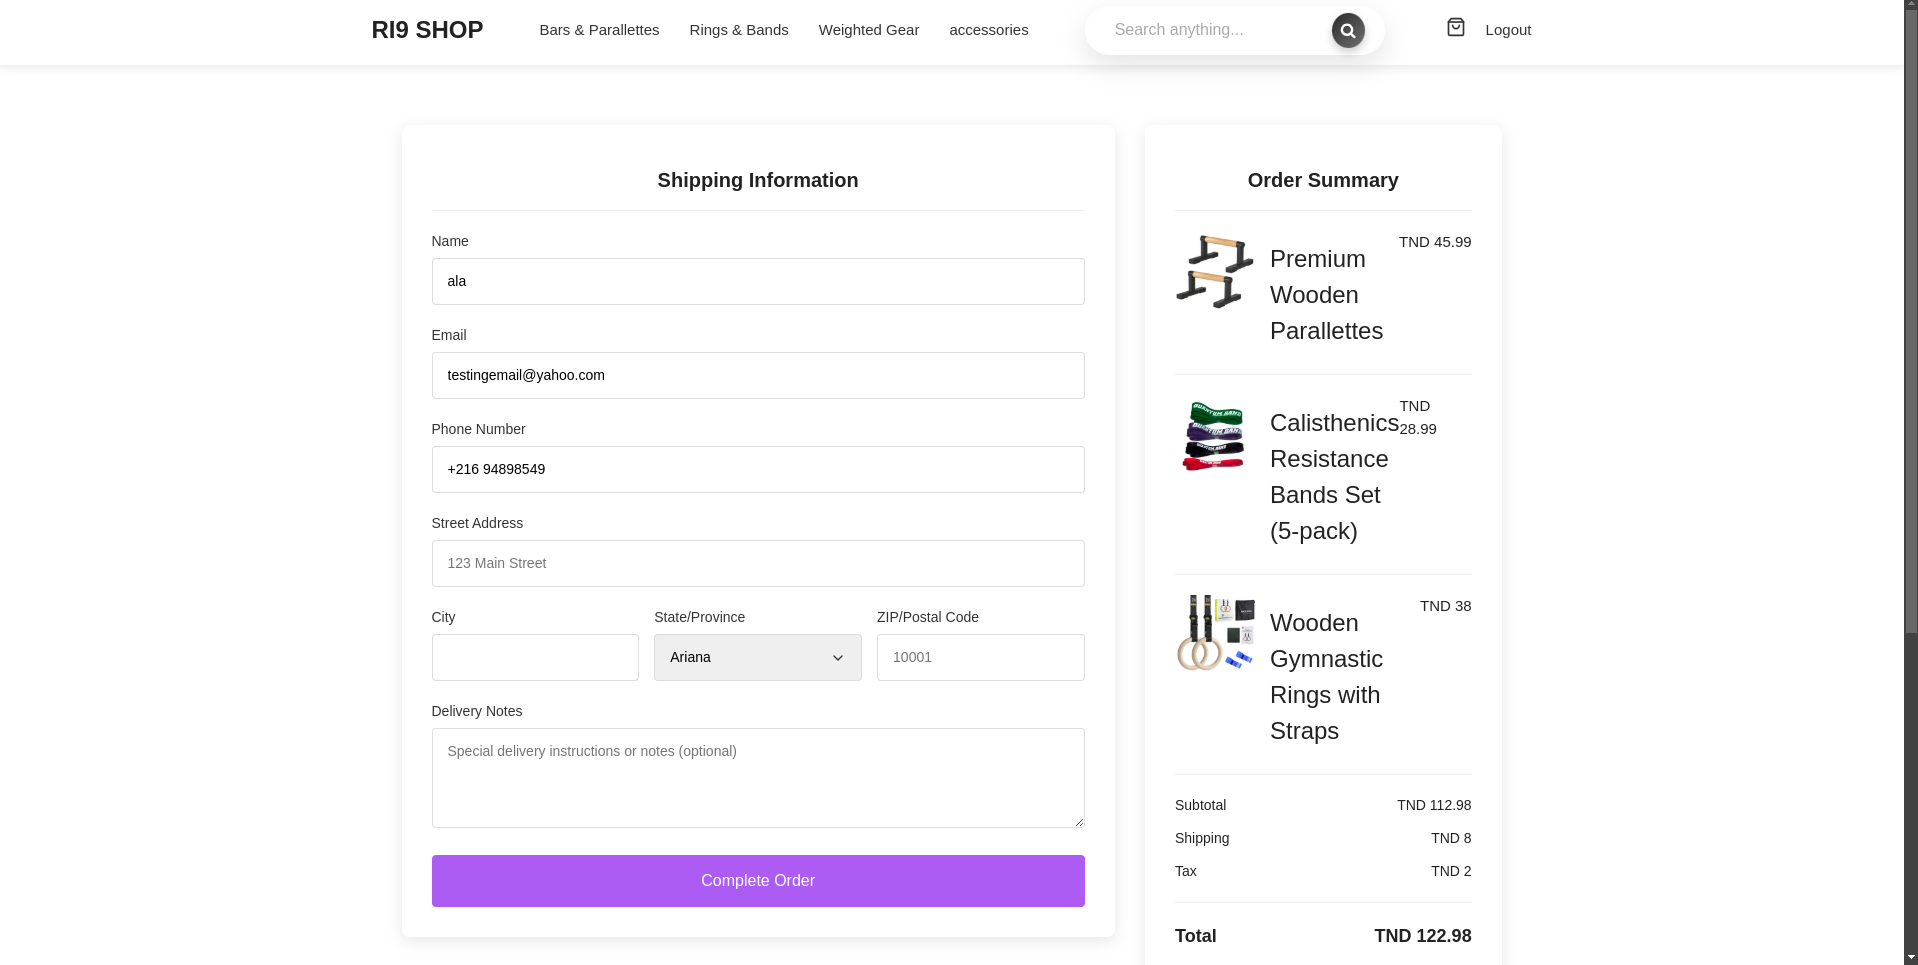 RI9 SHOP
Bars & Parallettes
Rings & Bands
Weighted Gear
accessories
Search anything...
Logout
Shipping Information
Name
ala
Email
testingemail@yahoo.com
Phone Number
+216 94898549
Street Address
123 Main Street
City
State/Province
Ariana
ZIP/Postal Code
10001
Delivery Notes
Special delivery instructions or notes (optional)
Complete Order
Order Summary
Premium
Wooden
Parallettes
TND 45.99
QUANTUM BAND
Calisthenics
Resistance
Bands Set
(5-pack)
TND
28.99
Wooden
Gymnastic
Rings with
Straps
TND 38
Subtotal
TND 112.98
Shipping
TND 8
Tax
TND 2
Total
TND 122.98